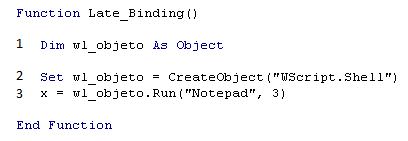 Function Late_Binding()
1 Dim wl_objeto As Object
2 Set wl_objeto = CreateObject("WScript.Shell")
3 x = wl_objeto.Run("Notepad", 3)
End Function